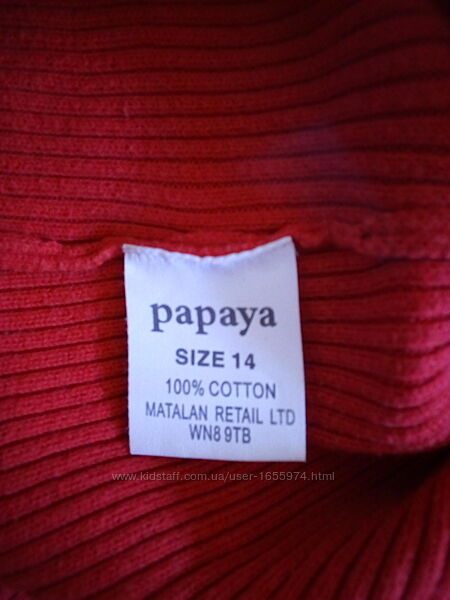 papaya
SIZE 14
100% COTTON
MATALAN RETAIL LTD
WN8 9TB
www.kidstaff.com.ua/user-1655974.html